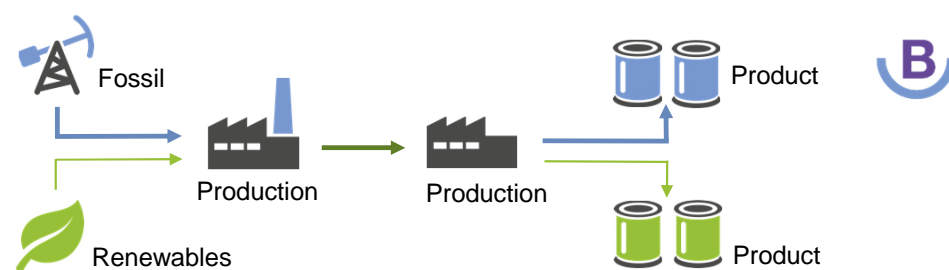 Fossil
Product
B
Production
Production
Renewables
Product